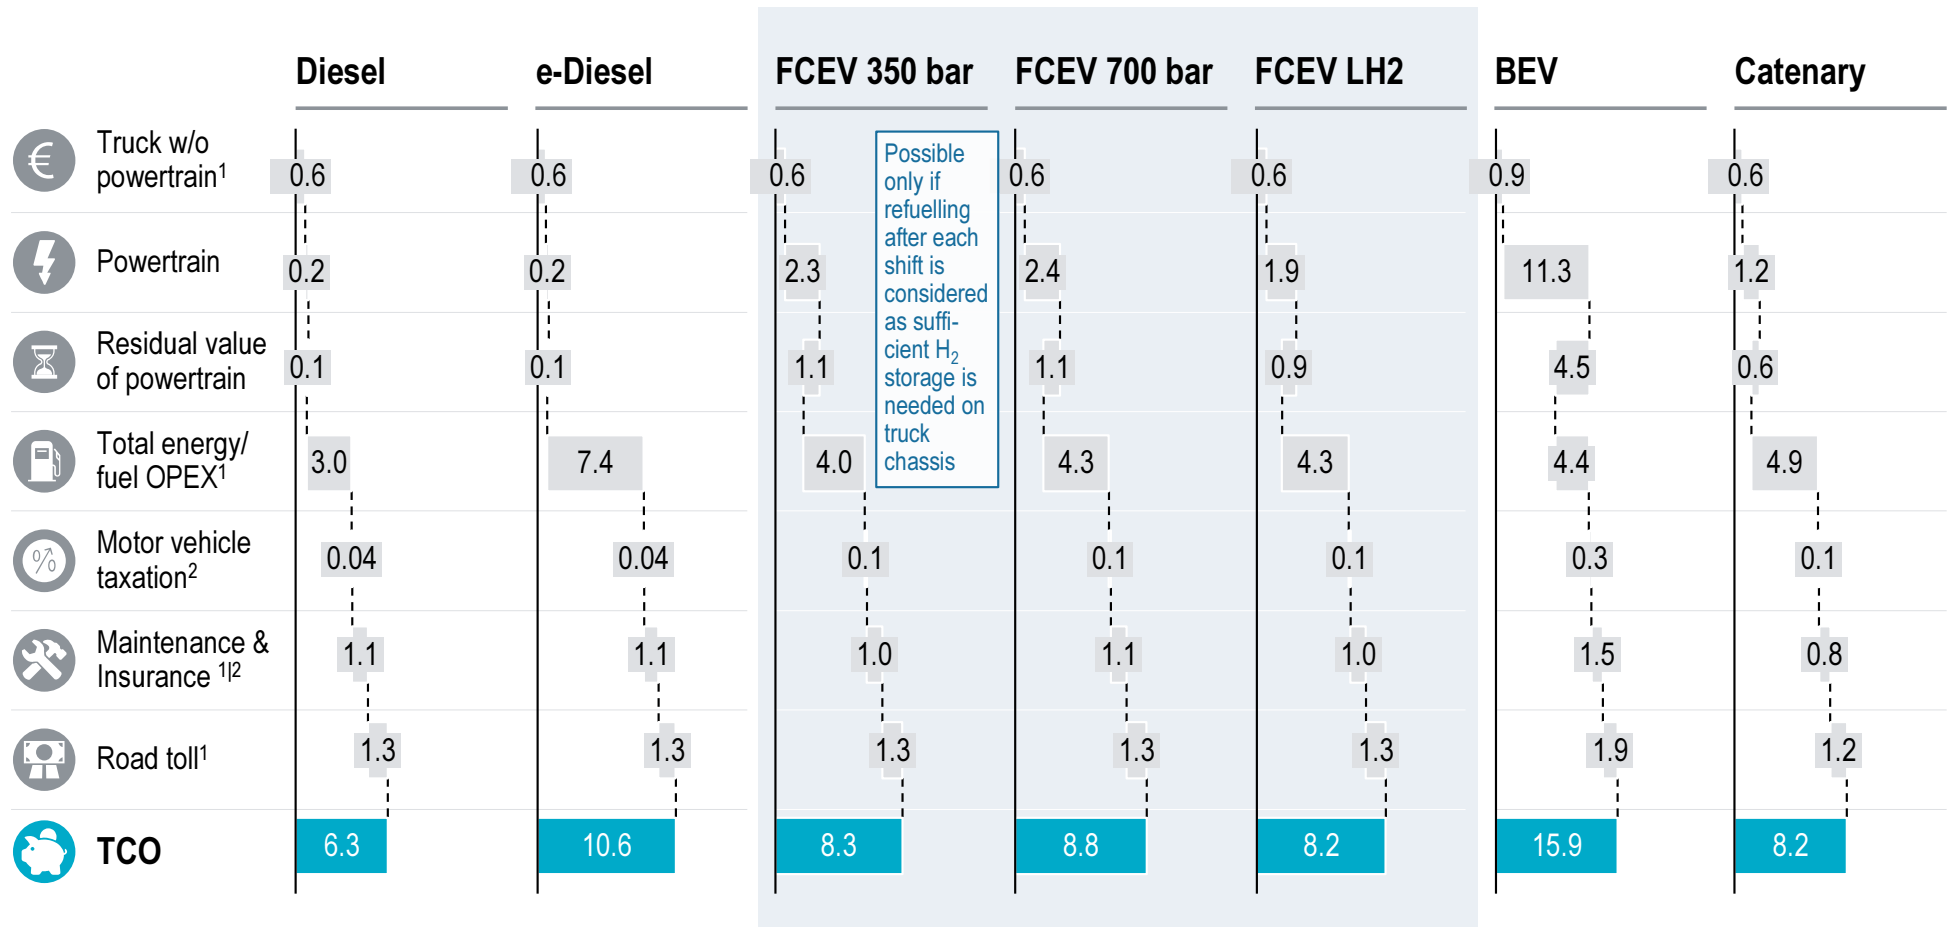 Diesel e-Diesel FCEV 350 bar FCEV 700 bar FCEV LH2 BEV Catenary
Truck w/o
powertrain1
0.6 0.6 0.6 0.6 0.6 0.9 0.6
Possible
only if
refuelling
after each
shift is
considered
as suffi-
cient H2
storage is
needed on
truck
chassis
Powertrain
0.2 0.2 2.3 2.4 1.9 11.3 1.2
Residual value
of powertrain
0.1 0.1 1.1 1.1 0.9 4.5 0.6
Total energy/
fuel OPEX1
3.0 7.4 4.0 4.3 4.3 4.4 4.9
Motor vehicle
taxation2
0.04 0.04 0.1 0.1 0.1 0.3 0.1
Maintenance &
Insurance 1|2
1.1 1.1 1.0 1.1 1.0 1.5 0.8
Road toll1
1.3 1.3 1.3 1.3 1.3 1.9 1.2
TCO
6.3 10.6 8.3 8.8 8.2 15.9 8.2